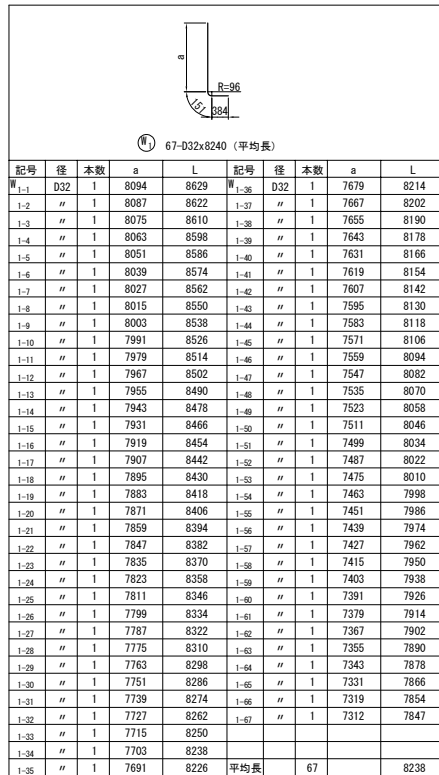 a
R=96
151
384
W1 67-D32x8240 (平均長)
記号 径 本数 a L 記号 径 本数 a L
W1-1 D32 1 8094 8629 W1-36 D32 1 7679 8214
1-2 〃 1 8087 8622 1-37 〃 1 7667 8202
1-3 〃 1 8075 8610 1-38 〃 1 7655 8190
1-4 〃 1 8063 8598 1-39 〃 1 7643 8178
1-5 〃 1 8051 8586 1-40 〃 1 7631 8166
1-6 〃 1 8039 8574 1-41 〃 1 7619 8154
1-7 〃 1 8027 8562 1-42 〃 1 7607 8142
1-8 〃 1 8015 8550 1-43 〃 1 7595 8130
1-9 〃 1 8003 8538 1-44 〃 1 7583 8118
1-10 〃 1 7991 8526 1-45 〃 1 7571 8106
1-11 〃 1 7979 8514 1-46 〃 1 7559 8094
1-12 〃 1 7967 8502 1-47 〃 1 7547 8082
1-13 〃 1 7955 8490 1-48 〃 1 7535 8070
1-14 〃 1 7943 8478 1-49 〃 1 7523 8058
1-15 〃 1 7931 8466 1-50 〃 1 7511 8046
1-16 〃 1 7919 8454 1-51 〃 1 7499 8034
1-17 〃 1 7907 8442 1-52 〃 1 7487 8022
1-18 〃 1 7895 8430 1-53 〃 1 7475 8010
1-19 〃 1 7883 8418 1-54 〃 1 7463 7998
1-20 〃 1 7871 8406 1-55 〃 1 7451 7986
1-21 〃 1 7859 8394 1-56 〃 1 7439 7974
1-22 〃 1 7847 8382 1-57 〃 1 7427 7962
1-23 〃 1 7835 8370 1-58 〃 1 7415 7950
1-24 〃 1 7823 8358 1-59 〃 1 7403 7938
1-25 〃 1 7811 8346 1-60 〃 1 7391 7926
1-26 〃 1 7799 8334 1-61 〃 1 7379 7914
1-27 〃 1 7787 8322 1-62 〃 1 7367 7902
1-28 〃 1 7775 8310 1-63 〃 1 7355 7890
1-29 〃 1 7763 8298 1-64 〃 1 7343 7878
1-30 〃 1 7751 8286 1-65 〃 1 7331 7866
1-31 〃 1 7739 8274 1-66 〃 1 7319 7854
1-32 〃 1 7727 8262 1-67 〃 1 7312 7847
1-33 〃 1 7715 8250
1-34 〃 1 7703 8238
1-35 〃 1 7691 8226 平均長 67 8238